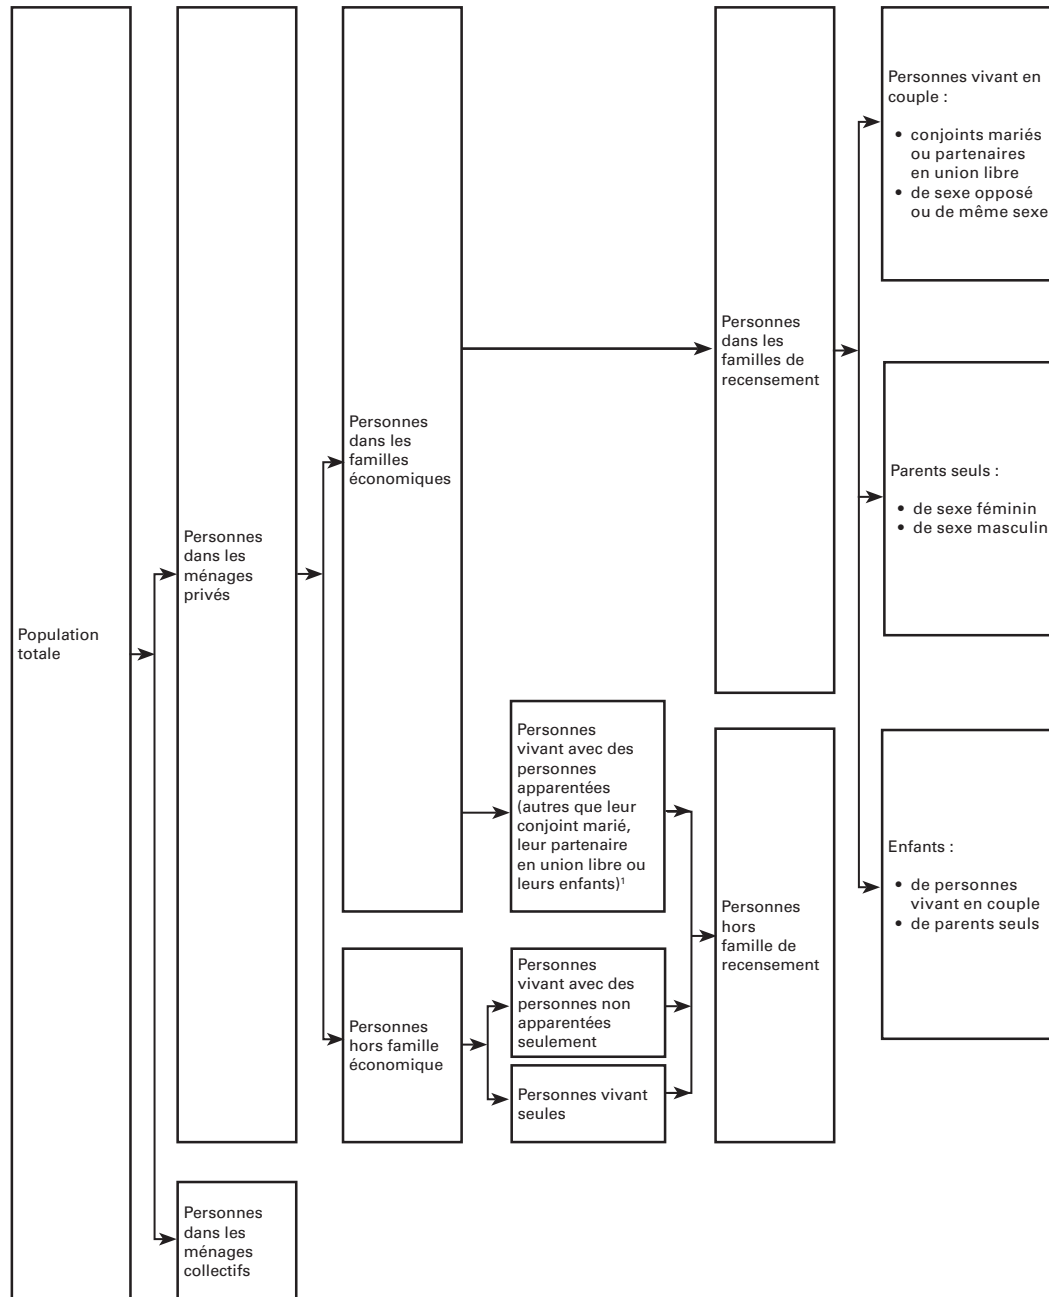 Population
totale
Personnes
dans les
ménages
privés
Personnes
dans les
ménages
collectifs
Personnes
dans les
familles
économiques
Personnes
hors famille
économique
Personnes
vivant avec des
personnes
apparentées
(autres que leur
conjoint marié,
leur partenaire
en union libre ou
leurs enfants)¹
Personnes
vivant avec des
personnes non
apparentées
seulement
Personnes vivant
seules
Personnes
dans les
familles de
recensement
Personnes
hors
famille de
recensement
Personnes vivant en
couple :
• conjoints mariés
ou partenaires
en union libre
• de sexe opposé
ou de même sexe
Parents seuls :
• de sexe féminin
• de sexe masculin
Enfants :
• de personnes
vivant en couple
• de parents seuls